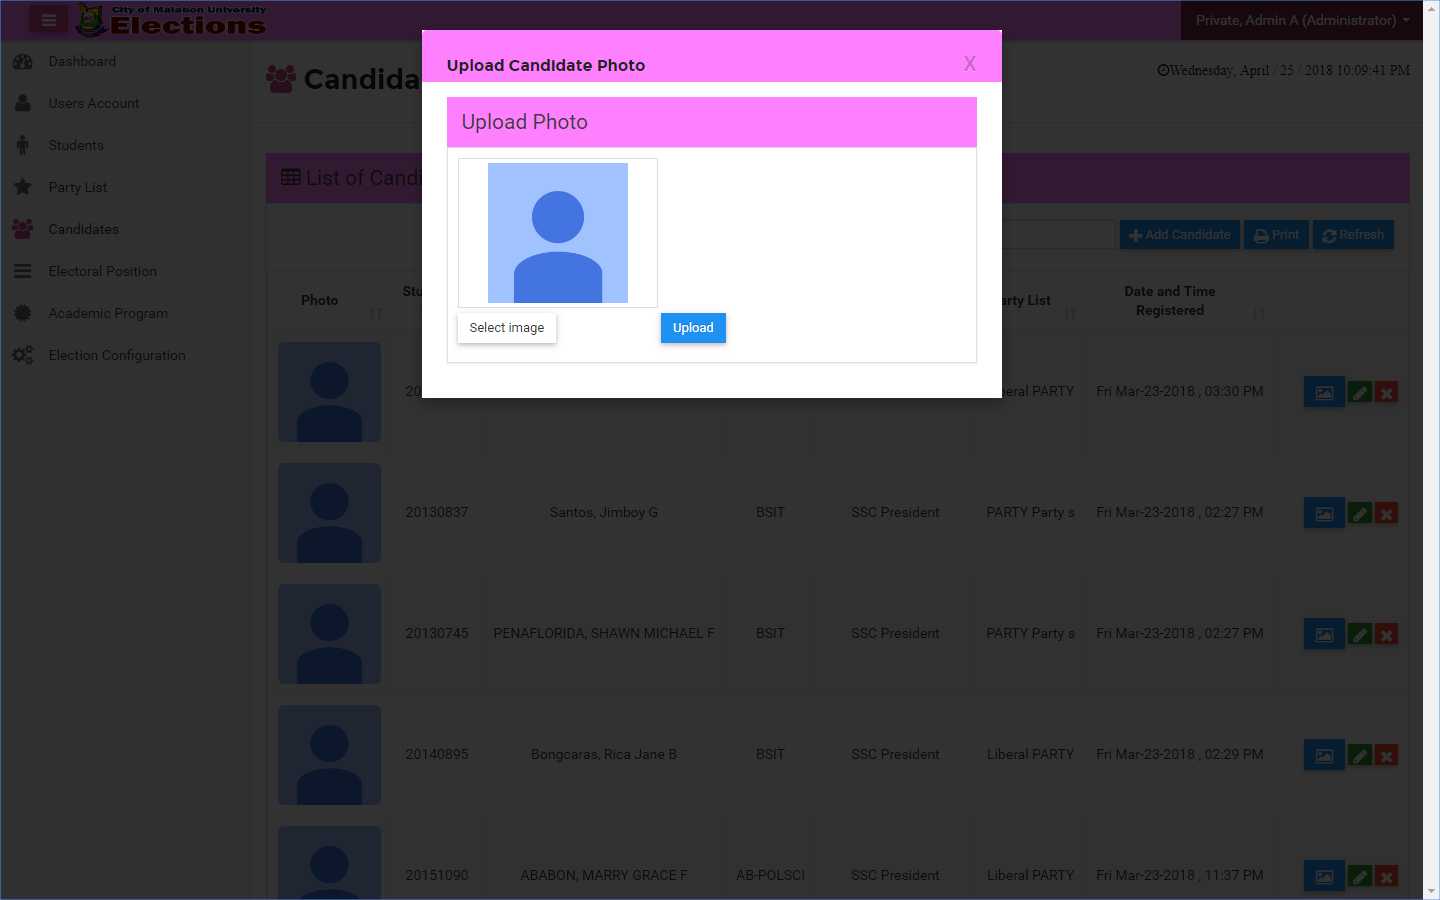 City of Malabon University
Elections
Private, Admin A (Administrator)
Dashboard
Users Account
Students
Party List
Candidates
Electoral Position
Academic Program
Election Configuration
Candida
Wednesday, April / 25 / 2018 10:09:41 PM
Upload Candidate Photo
X
Upload Photo
Select image
Upload
List of Candi
Add Candidate
Print
Refresh
Photo
Stu
arty List
Date and Time
Registered
20
eral PARTY
Fri Mar-23-2018 , 03:30 PM
20130837
Santos, Jimboy G
BSIT
SSC President
PARTY Party s
Fri Mar-23-2018 , 02:27 PM
20130745
PENAFLORIDA, SHAWN MICHAEL F
BSIT
SSC President
PARTY Party s
Fri Mar-23-2018 , 02:27 PM
20140895
Bongcaras, Rica Jane B
BSIT
SSC President
Liberal PARTY
Fri Mar-23-2018 , 02:29 PM
20151090
ABABON, MARRY GRACE F
AB-POLSCI
SSC President
Liberal PARTY
Fri Mar-23-2018 , 11:37 PM